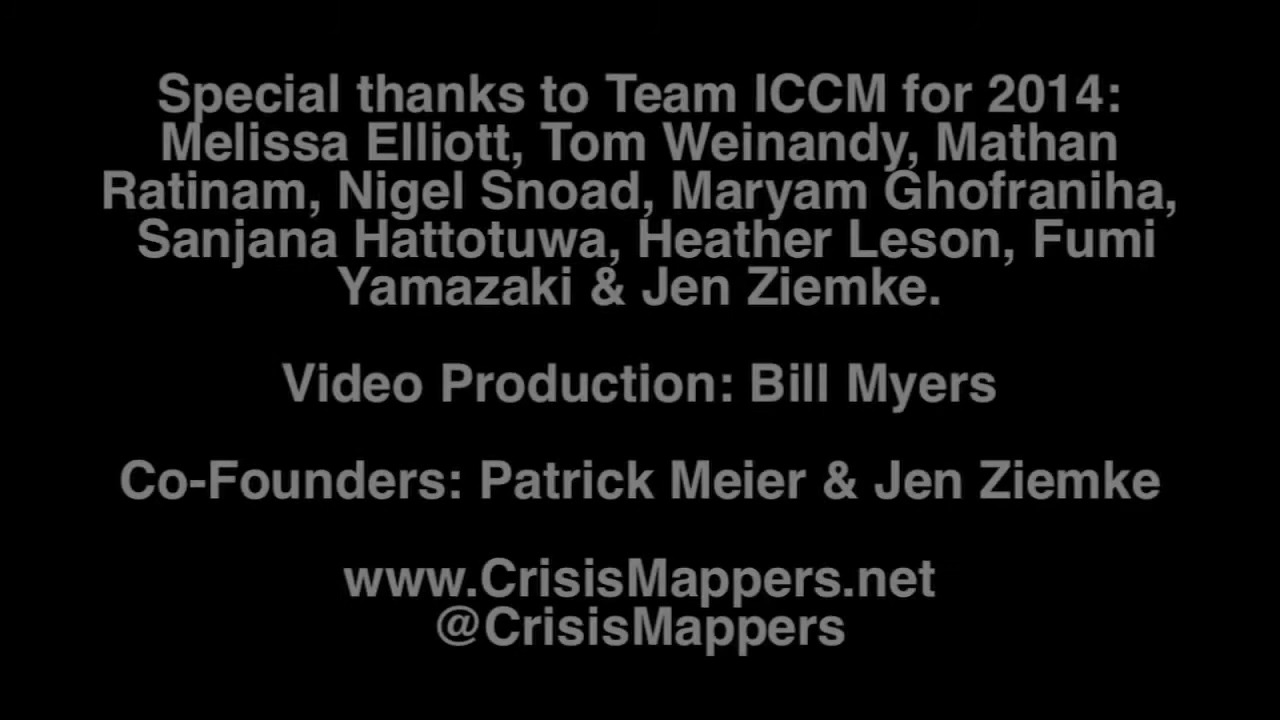 Special thanks to Team ICCM for 2014:
Melissa Elliott, Tom Weinandy, Mathan
Ratinam, Nigel Snoad, Maryam Ghofraniha,
Sanjana Hattotuwa, Heather Leson, Fumi
Yamazaki & Jen Ziemke.
Video Production: Bill Myers
Co-Founders: Patrick Meier & Jen Ziemke
www.CrisisMappers.net
@CrisisMappers